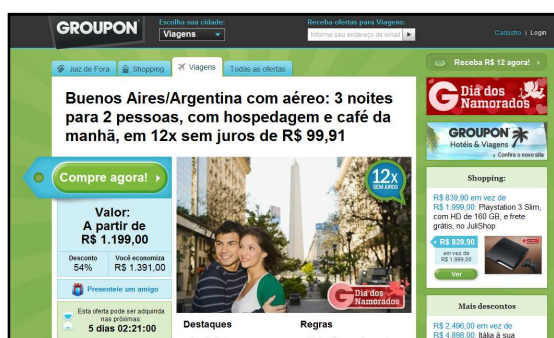 GROUPON
Escolha sua cidade:
Viagens
Receba ofertas para Viagens:
Informe seu endereço de email
Cadastro | Login
Juiz de Fora
Shopping
Viagens
Todas as ofertas
Receba R$ 12 agora!
Buenos Aires/Argentina com aéreo: 3 noites
para 2 pessoas, com hospedagem e café da
manhã, em 12x sem juros de R$ 99,91
Compre agora!
Valor:
A partir de
R$ 1.199,00
Desconto
54%
Você economiza
R$ 1.391,00
Presenteie um amigo
Esta oferta pode ser adquirida
nas próximas:
5 dias 02:21:00
12x
SEM JUROS
G Dia dos
Namorados
Destaques
Regras
G Dia dos
Namorados
GROUPON
Hotéis & Viagens
Confira o novo site
Shopping:
R$ 839,90 em vez de
R$ 1.999,00: Playstation 3 Slim,
com HD de 160 GB, e frete
grátis, no JuliShop
R$ 839,90
em vez de
R$ 1.999,00
Ver
Mais descontos
R$ 2.496,00 em vez de
R$ 4.898,00: Itália à sua